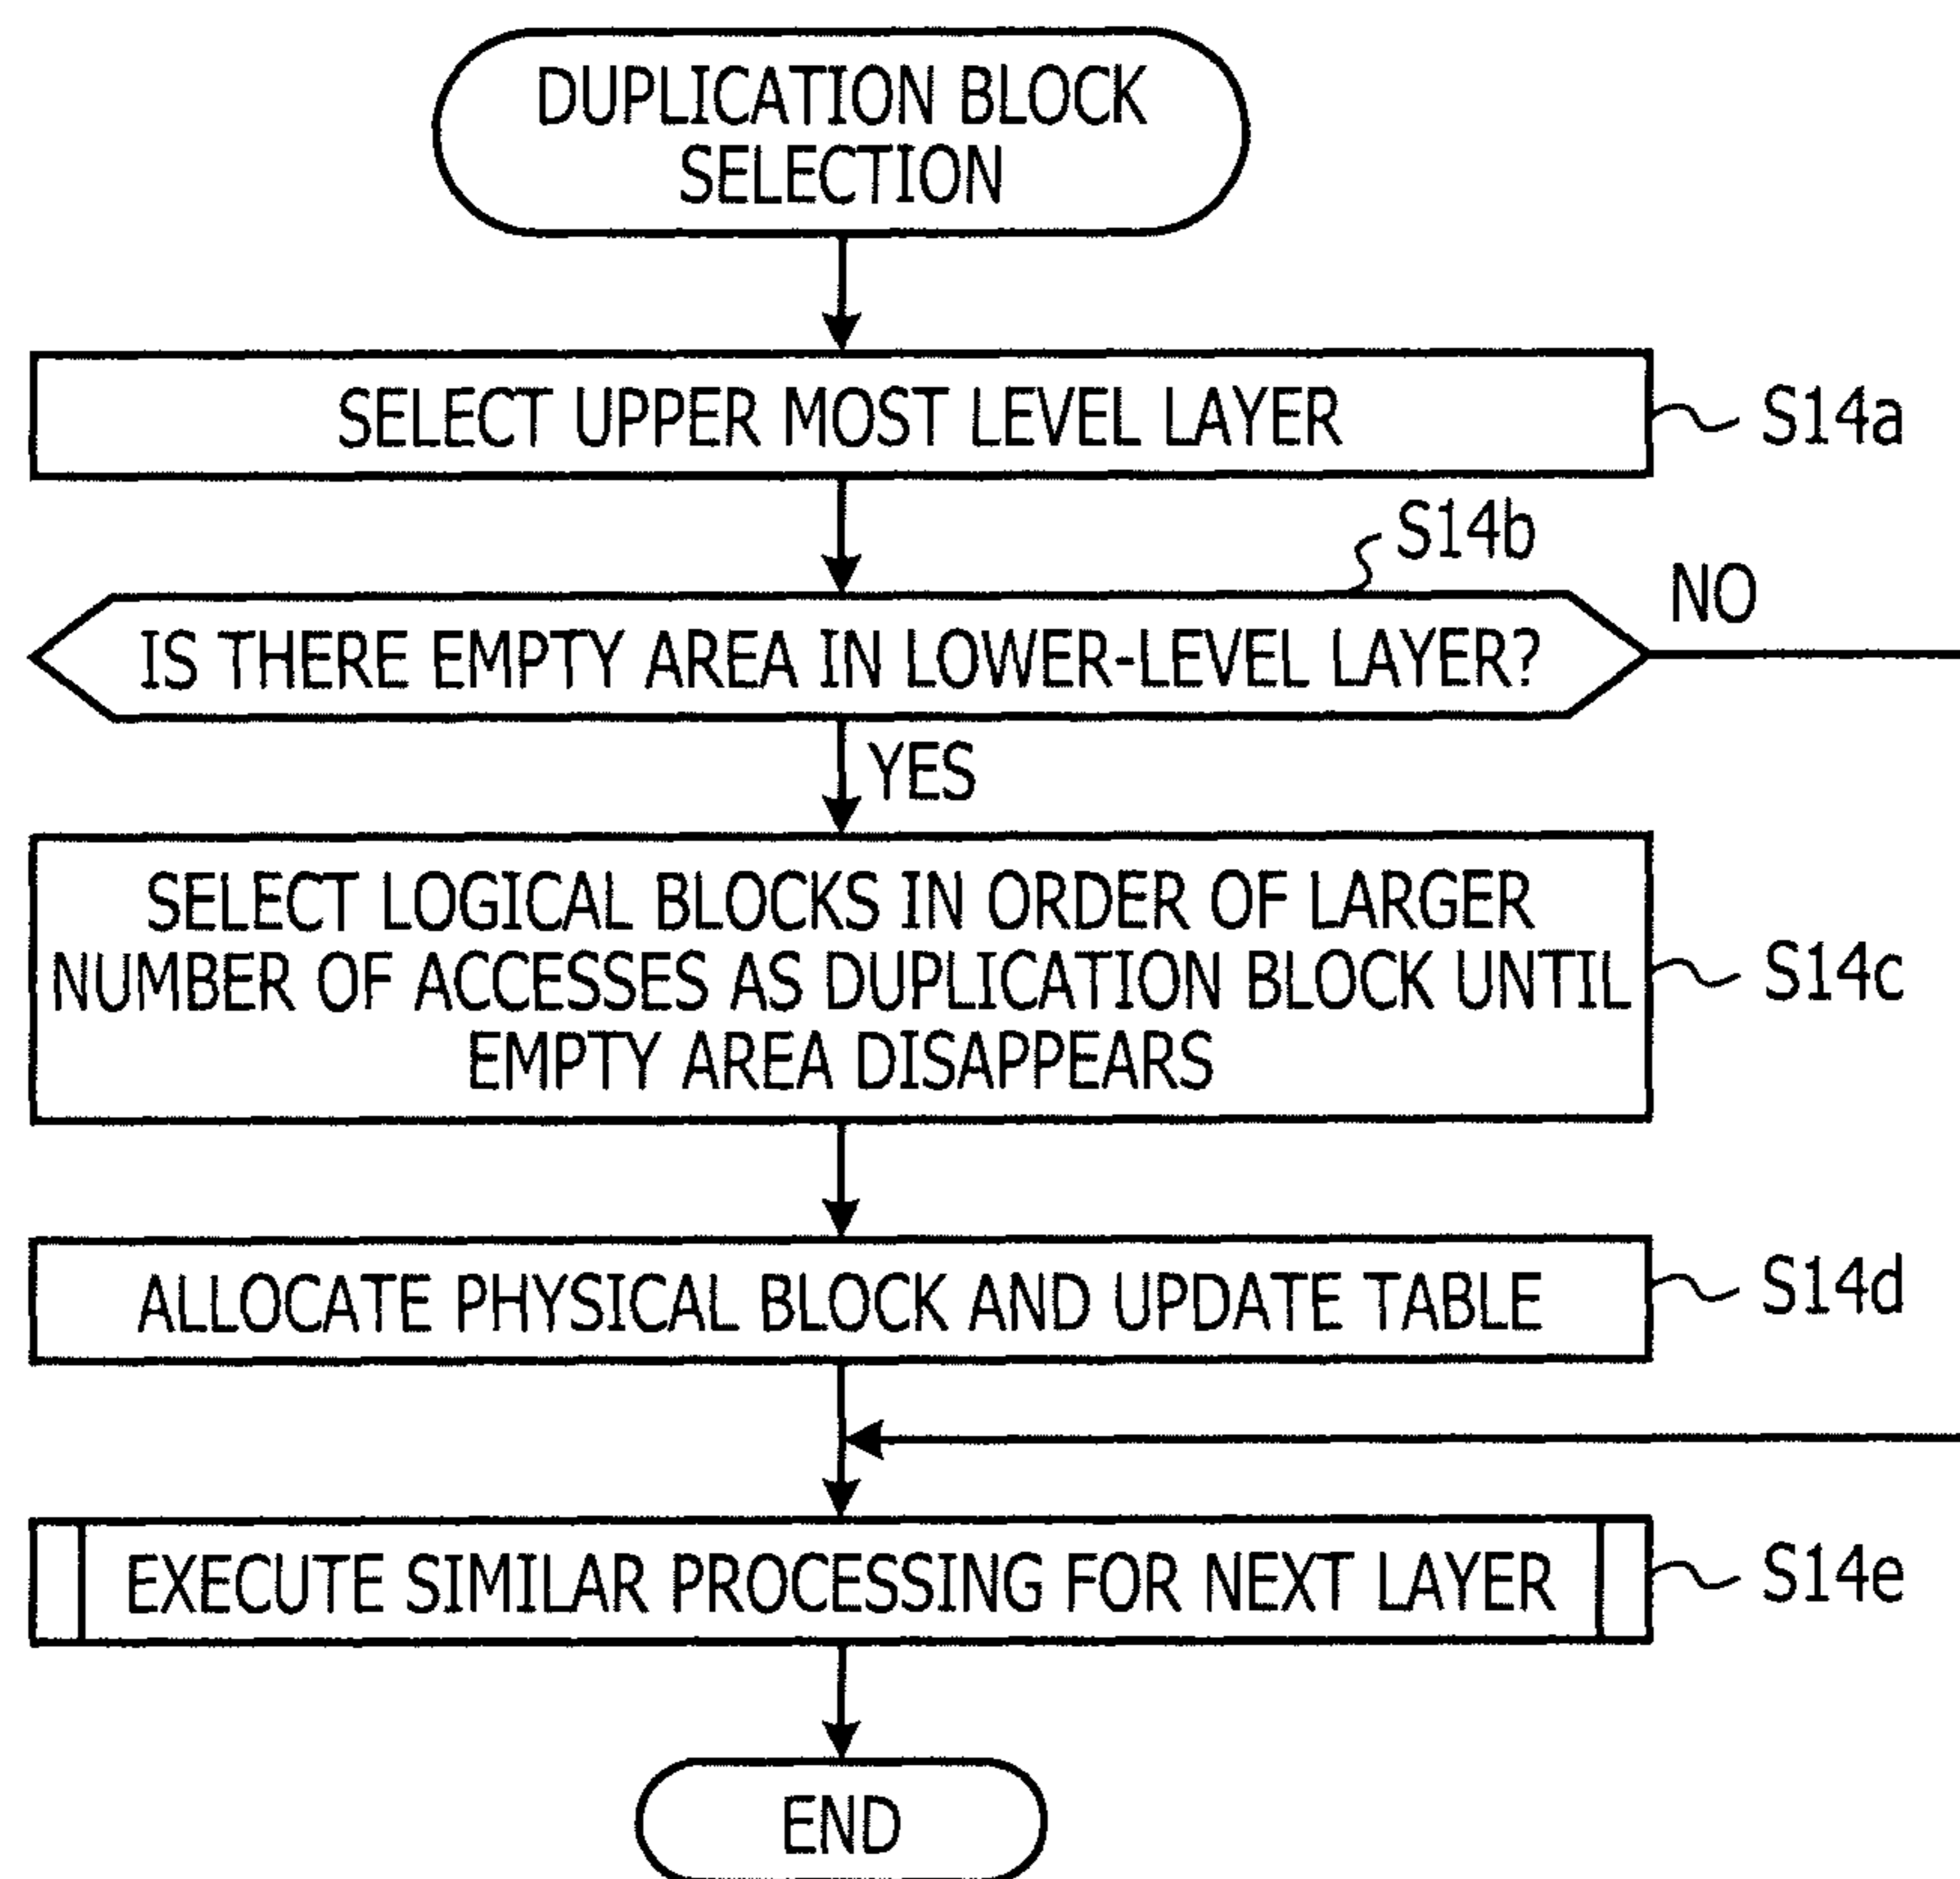 DUPLICATION BLOCK
SELECTION
SELECT UPPER MOST LEVEL LAYER
S14a
S14b
IS THERE EMPTY AREA IN LOWER-LEVEL LAYER?
NO
YES
SELECT LOGICAL BLOCKS IN ORDER OF LARGER
NUMBER OF ACCESSES AS DUPLICATION BLOCK UNTIL
EMPTY AREA DISAPPEARS
S14c
ALLOCATE PHYSICAL BLOCK AND UPDATE TABLE
S14d
EXECUTE SIMILAR PROCESSING FOR NEXT LAYER
S14e
END